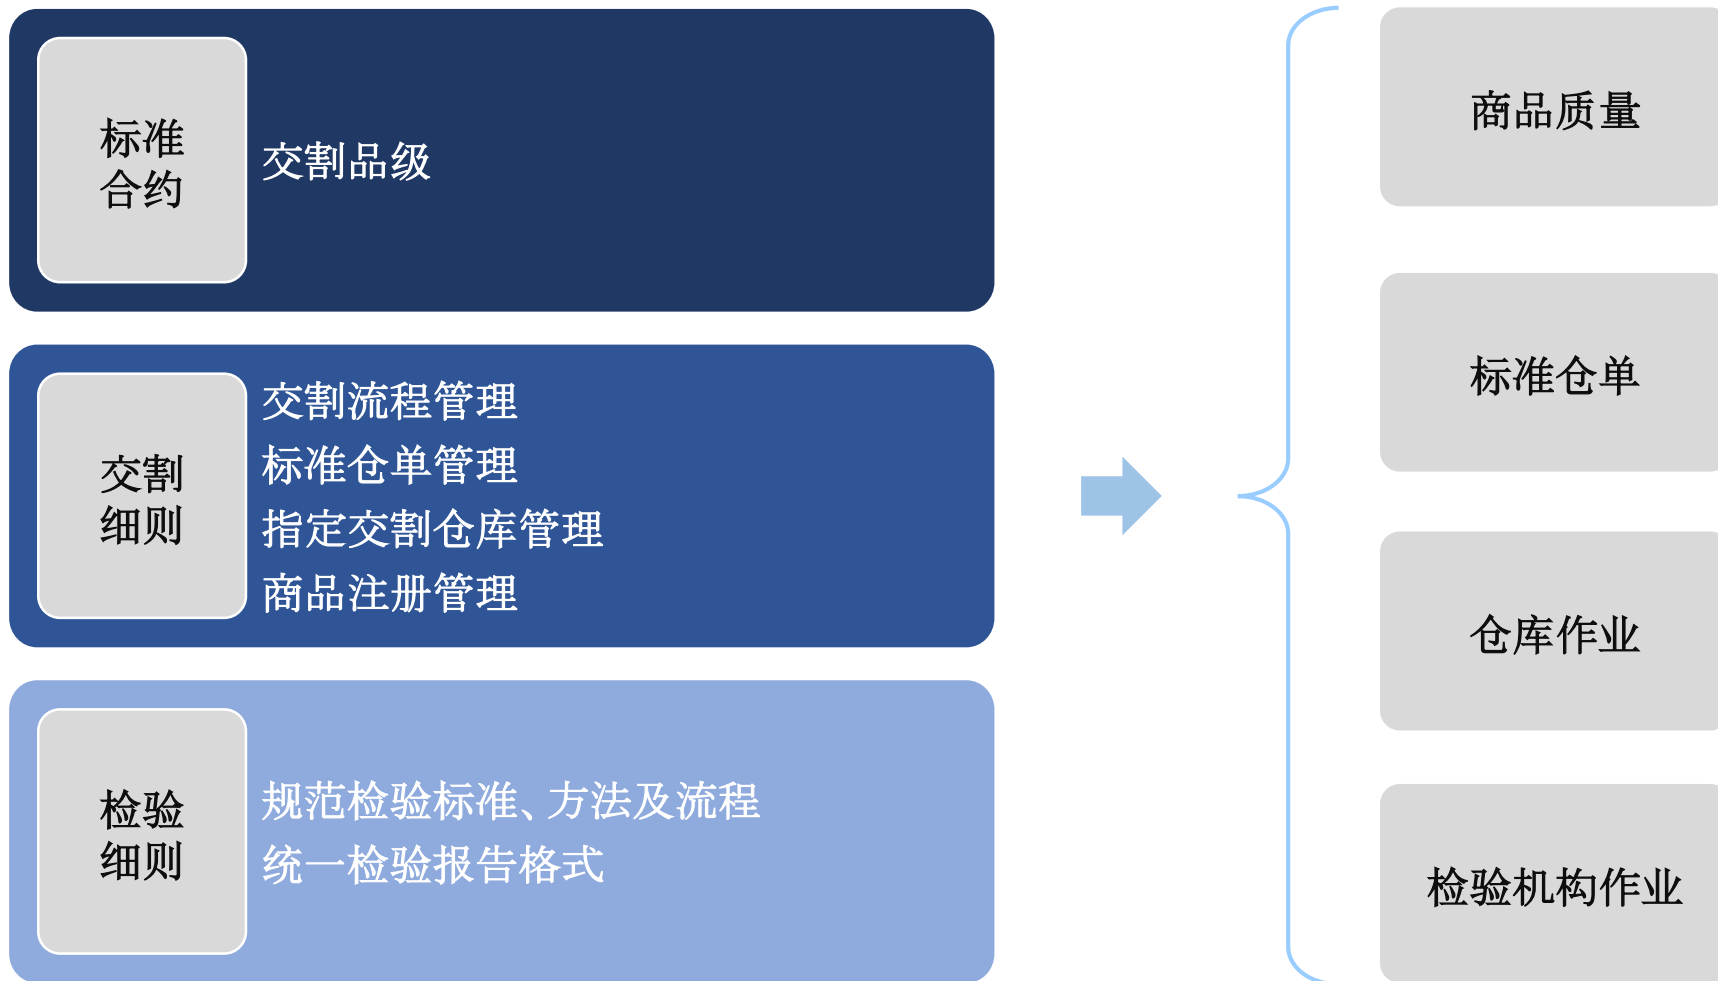 标准
合约
交割品级
交割
细则
交割流程管理
标准仓单管理
指定交割仓库管理
商品注册管理
检验
细则
规范检验标准、方法及流程
统一检验报告格式
商品质量
标准仓单
仓库作业
检验机构作业